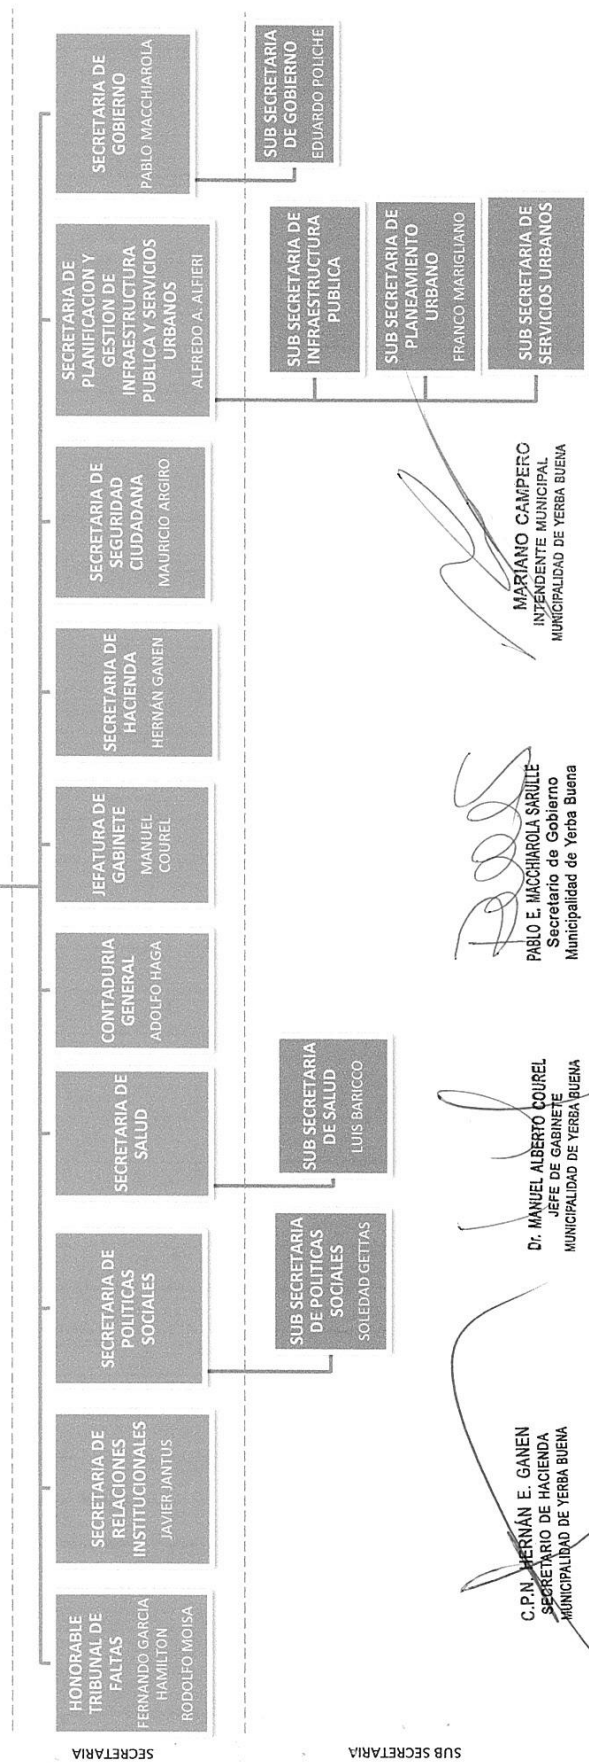 SECRETARIA
HONORABLE
TRIBUNAL DE
FALTAS
FERNANDO GARCIA
HAMILTON
RODOLFO MOISA
SECRETARIA DE
RELACIONES
INSTITUCIONALES
JAVIER JANTUS
SECRETARIA DE
POLITICAS
SOCIALES
SECRETARIA DE
SALUD
CONTADURIA
GENERAL
ADOLFO HAGA
JEFATURA DE
GABINETE
MANUEL
COUREL
SECRETARIA DE
HACIENDA
HERNÁN GANEN
SECRETARIA DE
SEGURIDAD
CIUDADANA
MAURICIO ARGIRO
SECRETARIA DE
PLANIFICACION Y
GESTION DE
INFRAESTRUCTURA
PUBLICA Y SERVICIOS
URBANOS
ALFREDO A. ALFIERI
SECRETARIA DE
GOBIERNO
PABLO MACCHIAROLA
SUB SECRETARIA
SUB SECRETARIA
DE POLITICAS
SOCIALES
SOLEDAD GETTAS
SUB SECRETARIA
DE SALUD
LUIS BARICCO
SUB SECRETARIA DE
INFRAESTRUCTURA
PUBLICA
SUB SECRETARIA DE
PLANEAMIENTO
URBANO
FRANCO MARIGLIANO
SUB SECRETARIA DE
SERVICIOS URBANOS
SUB SECRETARIA
DE GOBIERNO
EDUARDO POLICHE
C.P.N. HERNÁN E. GANEN
SECRETARIO DE HACIENDA
MUNICIPALIDAD DE YERBA BUENA
Dr. MANUEL ALBERTO COUREL
JEFE DE GABINETE
MUNICIPALIDAD DE YERBA BUENA
PABLO E. MACCHIAROLA SARULLE
Secretario de Gobierno
Municipalidad de Yerba Buena
MARIANO CAMPERO
INTENDENTE MUNICIPAL
MUNICIPALIDAD DE YERBA BUENA